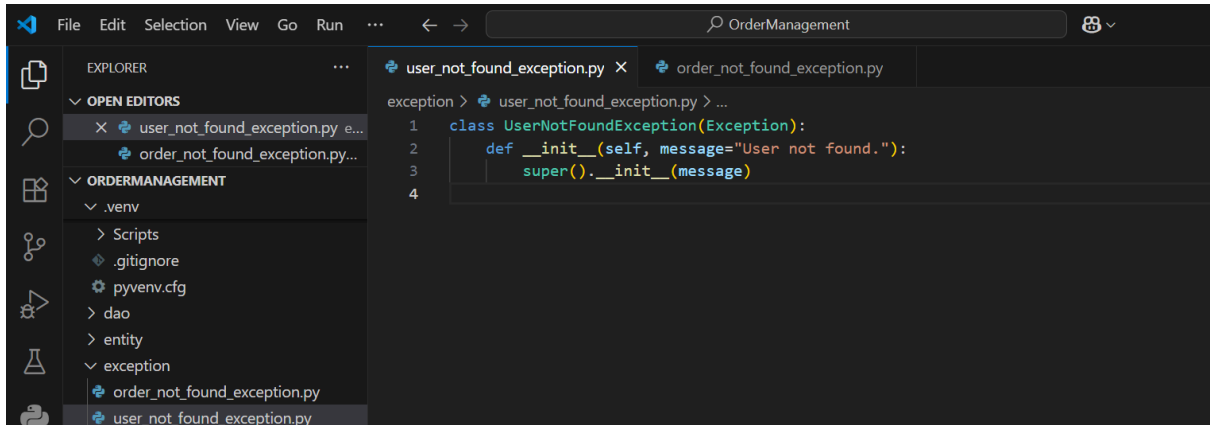 File Edit Selection View Go Run ... OrderManagement
EXPLORER ...
OPEN EDITORS
user_not_found_exception.py e...
order_not_found_exception.py...
ORDERMANAGEMENT
.venv
Scripts
.gitignore
pyvenv.cfg
dao
entity
exception
order_not_found_exception.py
user_not_found_exception.py
user_not_found_exception.py order_not_found_exception.py
exception > user_not_found_exception.py > ...
1 class UserNotFoundException(Exception):
2 def __init__(self, message="User not found."):
3 super().__init__(message)
4